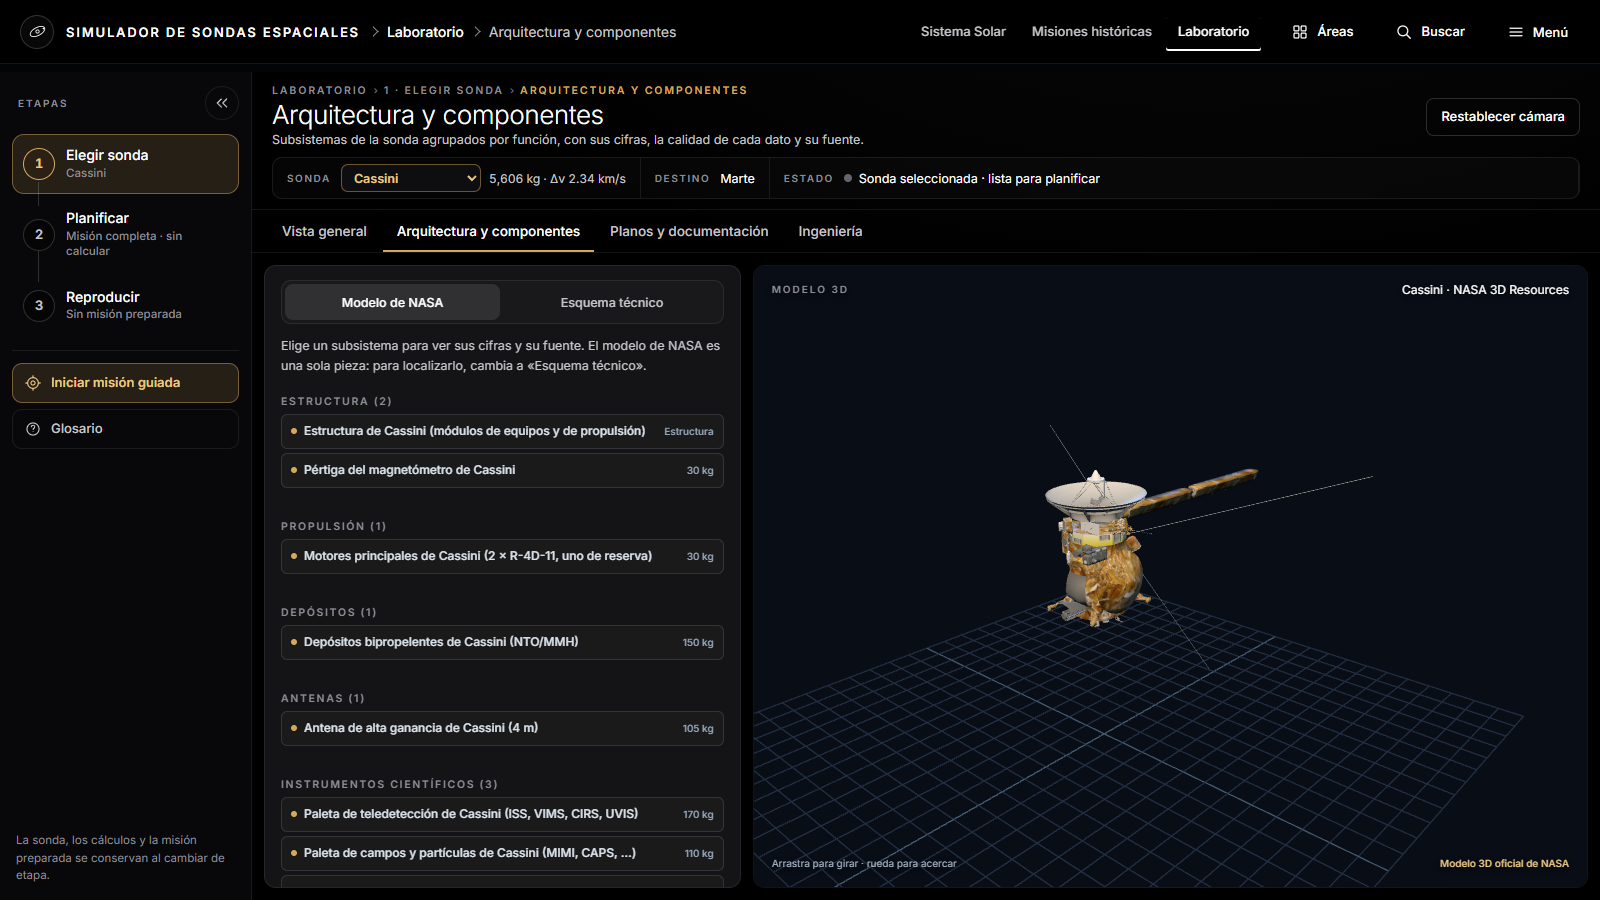 SIMULADOR DE SONDAS ESPACIALES > Laboratorio > Arquitectura y componentes
Sistema Solar
Misiones históricas
Laboratorio
Áreas
Buscar
Menú
ETAPAS
1
Elegir sonda
Cassini
2
Planificar
Misión completa · sin
calcular
3
Reproducir
Sin misión preparada
Iniciar misión guiada
Glosario
La sonda, los cálculos y la misión
preparada se conservan al cambiar de
etapa.
LABORATORIO › 1 · ELEGIR SONDA › ARQUITECTURA Y COMPONENTES
Arquitectura y componentes
Subsistemas de la sonda agrupados por función, con sus cifras, la calidad de cada dato y su fuente.
Restablecer cámara
SONDA Cassini 5,606 kg · Δv 2.34 km/s
DESTINO Marte
ESTADO Sonda seleccionada · lista para planificar
Vista general
Arquitectura y componentes
Planos y documentación
Ingeniería
Modelo de NASA
Esquema técnico
Elige un subsistema para ver sus cifras y su fuente. El modelo de NASA es
una sola pieza: para localizarlo, cambia a «Esquema técnico».
ESTRUCTURA (2)
Estructura de Cassini (módulos de equipos y de propulsión) Estructura
Pértiga del magnetómetro de Cassini 30 kg
PROPULSIÓN (1)
Motores principales de Cassini (2 × R-4D-11, uno de reserva) 30 kg
DEPÓSITOS (1)
Depósitos bipropelentes de Cassini (NTO/MMH) 150 kg
ANTENAS (1)
Antena de alta ganancia de Cassini (4 m) 105 kg
INSTRUMENTOS CIENTÍFICOS (3)
Paleta de teledetección de Cassini (ISS, VIMS, CIRS, UVIS) 170 kg
Paleta de campos y partículas de Cassini (MIMI, CAPS, ...) 110 kg
MODELO 3D
Cassini · NASA 3D Resources
Arrastra para girar · rueda para acercar
Modelo 3D oficial de NASA